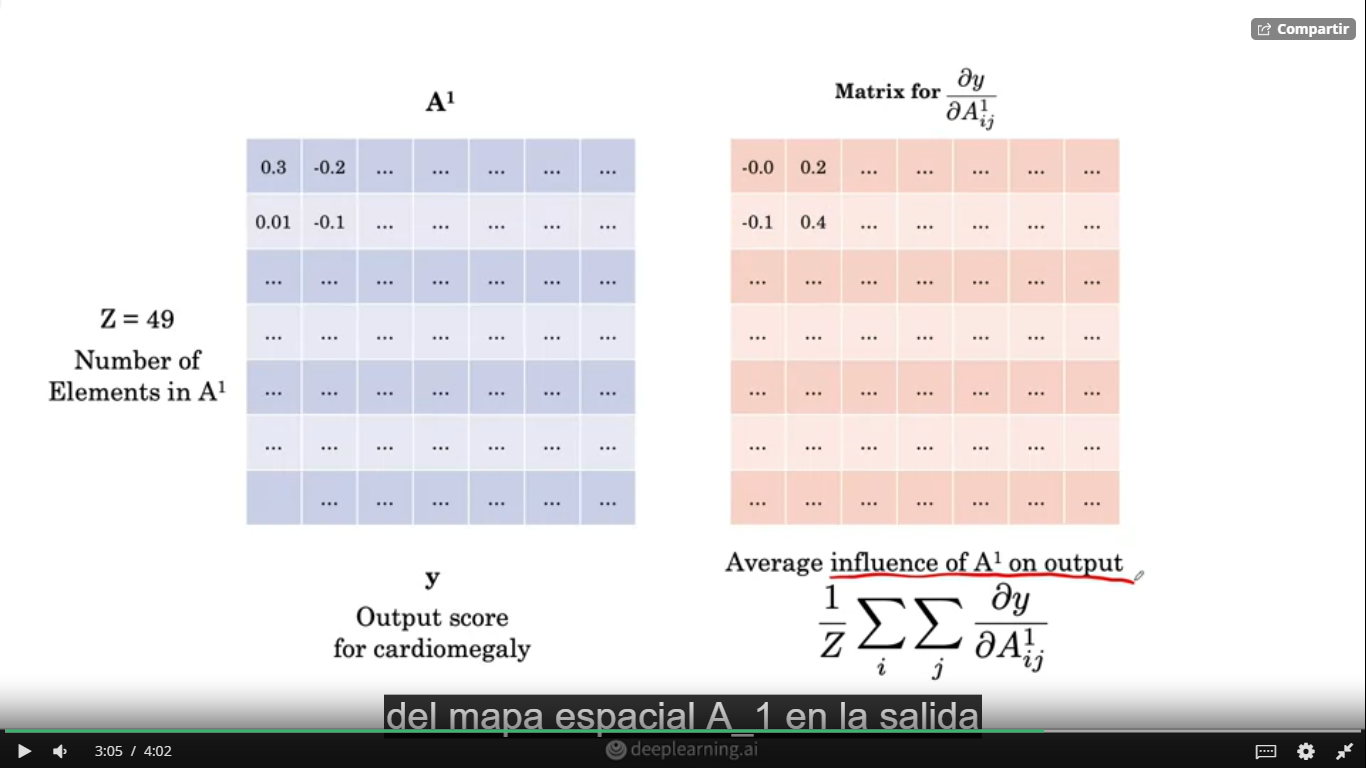 Compartir
A¹
Matrix for ∂y/∂A¹ij
0.3 -0.2 ... ... ... ... ...
0.01 -0.1 ... ... ... ... ...
... ... ... ... ... ... ...
... ... ... ... ... ... ...
... ... ... ... ... ... ...
... ... ... ... ... ... ...
... ... ... ... ... ...
-0.0 0.2 ... ... ... ... ...
-0.1 0.4 ... ... ... ... ...
... ... ... ... ... ... ...
... ... ... ... ... ... ...
... ... ... ... ... ... ...
... ... ... ... ... ... ...
... ... ... ... ... ... ...
Z = 49
Number of
Elements in A¹
y
Output score
for cardiomegaly
Average influence of A¹ on output
1/Z ∑i ∑j ∂y/∂A¹ij
del mapa espacial A_1 en la salida
3:05 / 4:02
deeplearning.ai